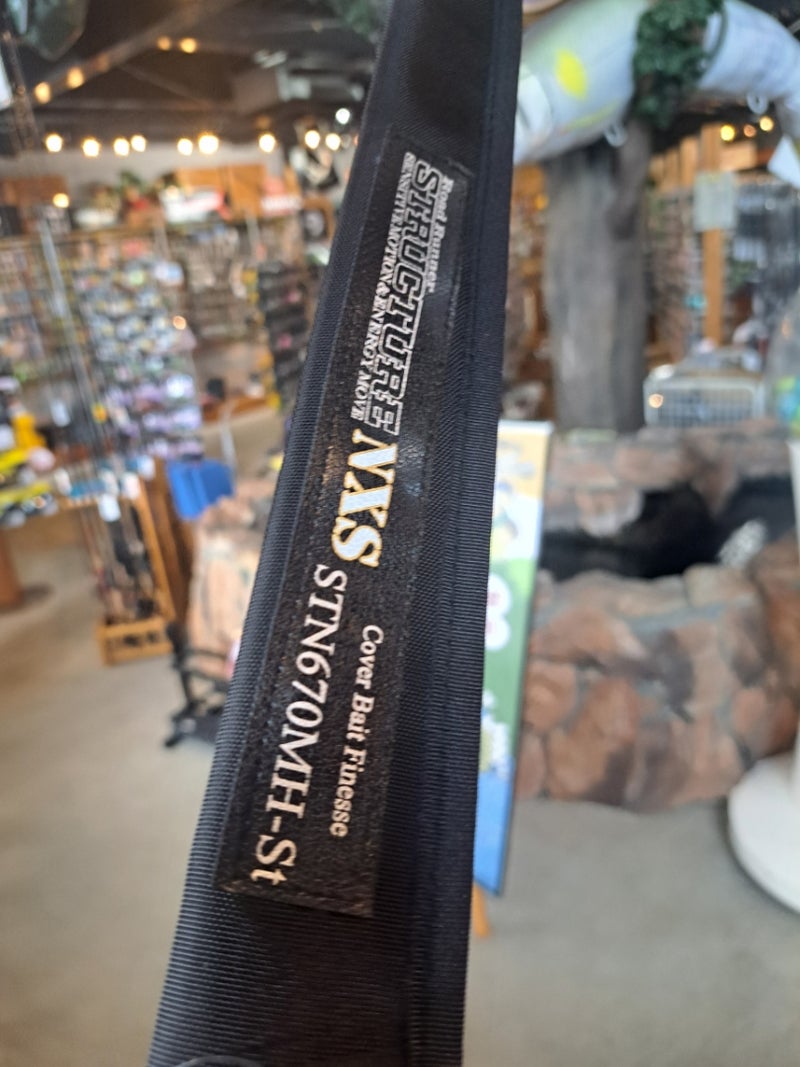 Road Runner
STRUCTURE NXS
SENSITIVE MOTION & ENERGY MOVE
Cover Bait Finesse
STN670MH-St